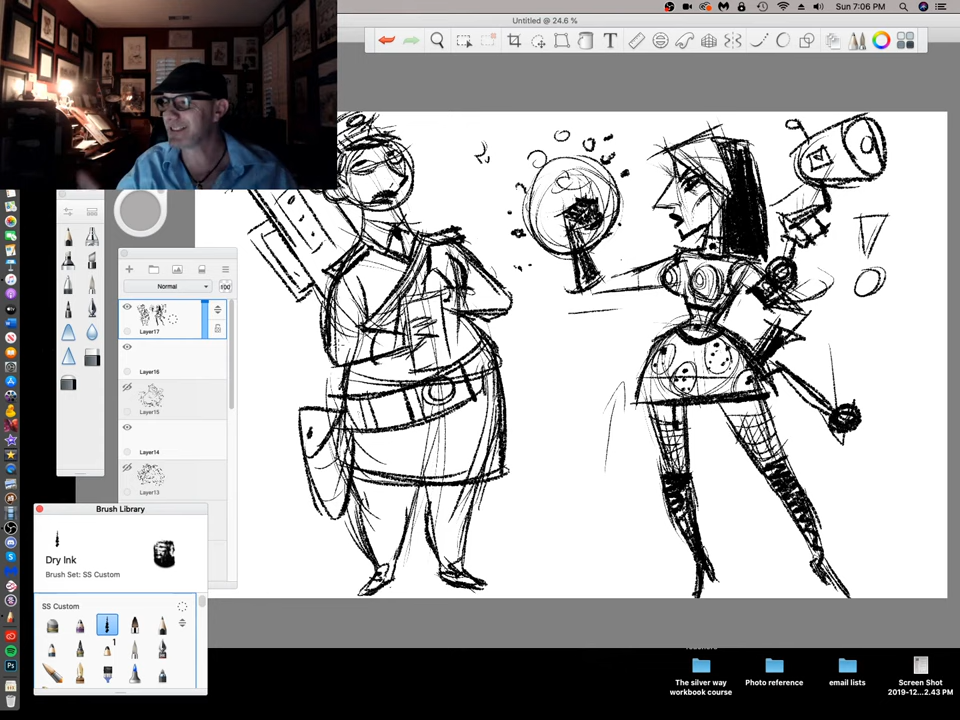 Sun 7:06 PM
Untitled @ 24.6 %
T
Normal
Layer17
Layer16
Layer15
Layer14
Layer13
Brush Library
Dry Ink
Brush Set: SS Custom
SS Custom
1
The silver way
workbook course
Photo reference
email lists
Screen Shot
2019-12...2.43 PM
Ps